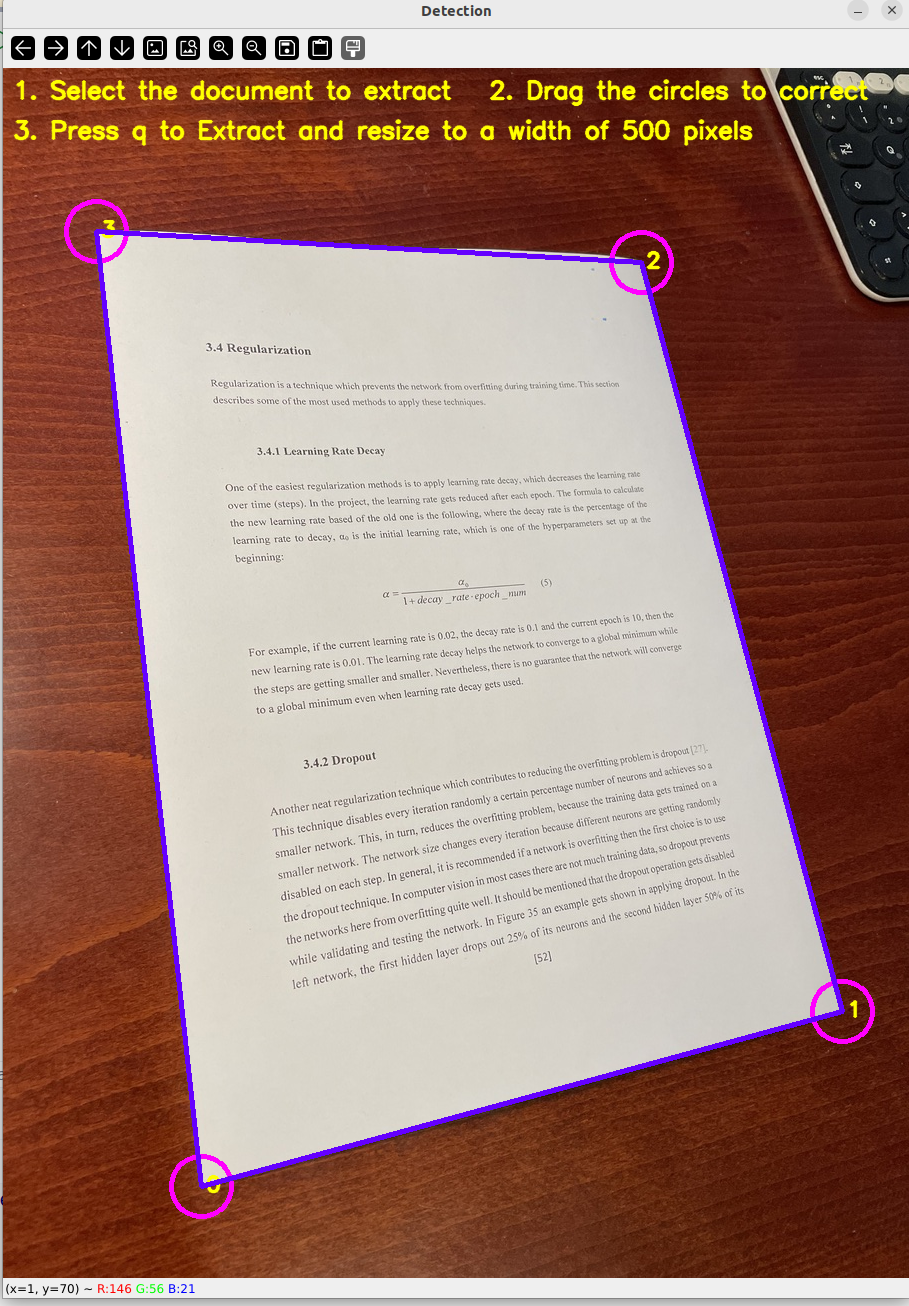 Detection
1. Select the document to extract 2. Drag the circles to correct
3. Press q to Extract and resize to a width of 500 pixels
esc
1
2
Q
3
2
3.4 Regularization
Regularization is a technique which prevents the network from overfitting during training time. This section
describes some of the most used methods to apply these techniques.
3.4.1 Learning Rate Decay
One of the easiest regularization methods is to apply learning rate decay, which decreases the learning rate
over time (steps). In the project, the learning rate gets reduced after each epoch. The formula to calculate
the new learning rate based of the old one is the following, where the decay rate is the percentage of the
learning rate to decay, α₀ is the initial learning rate, which is one of the hyperparameters set up at the
beginning:
α = α₀ / 1+decay_rate·epoch_num (5)
For example, if the current learning rate is 0.02, the decay rate is 0.1 and the current epoch is 10, then the
new learning rate is 0.01. The learning rate decay helps the network to converge to a global minimum while
the steps are getting smaller and smaller. Nevertheless, there is no guarantee that the network will converge
to a global minimum even when learning rate decay gets used.
3.4.2 Dropout
Another neat regularization technique which contributes to reducing the overfitting problem is dropout [27].
This technique disables every iteration randomly a certain percentage number of neurons and achieves so a
smaller network. This, in turn, reduces the overfitting problem, because the training data gets trained on a
smaller network. The network size changes every iteration because different neurons are getting randomly
disabled on each step. In general, it is recommended if a network is overfitting then the first choice is to use
the dropout technique. In computer vision in most cases there are not much training data, so dropout prevents
the networks here from overfitting quite well. It should be mentioned that the dropout operation gets disabled
while validating and testing the network. In Figure 35 an example gets shown in applying dropout. In the
left network, the first hidden layer drops out 25% of its neurons and the second hidden layer 50% of its
[52]
1
(x=1, y=70) ~ R:146 G:56 B:21